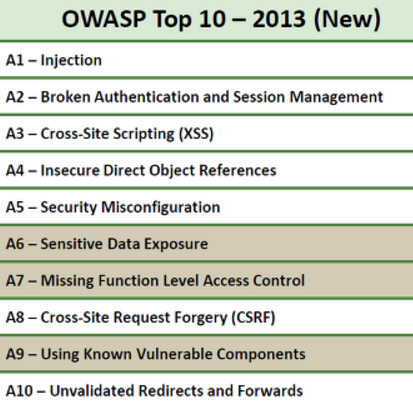 OWASP Top 10 – 2013 (New)
A1 – Injection
A2 – Broken Authentication and Session Management
A3 – Cross-Site Scripting (XSS)
A4 – Insecure Direct Object References
A5 – Security Misconfiguration
A6 – Sensitive Data Exposure
A7 – Missing Function Level Access Control
A8 – Cross-Site Request Forgery (CSRF)
A9 – Using Known Vulnerable Components
A10 – Unvalidated Redirects and Forwards